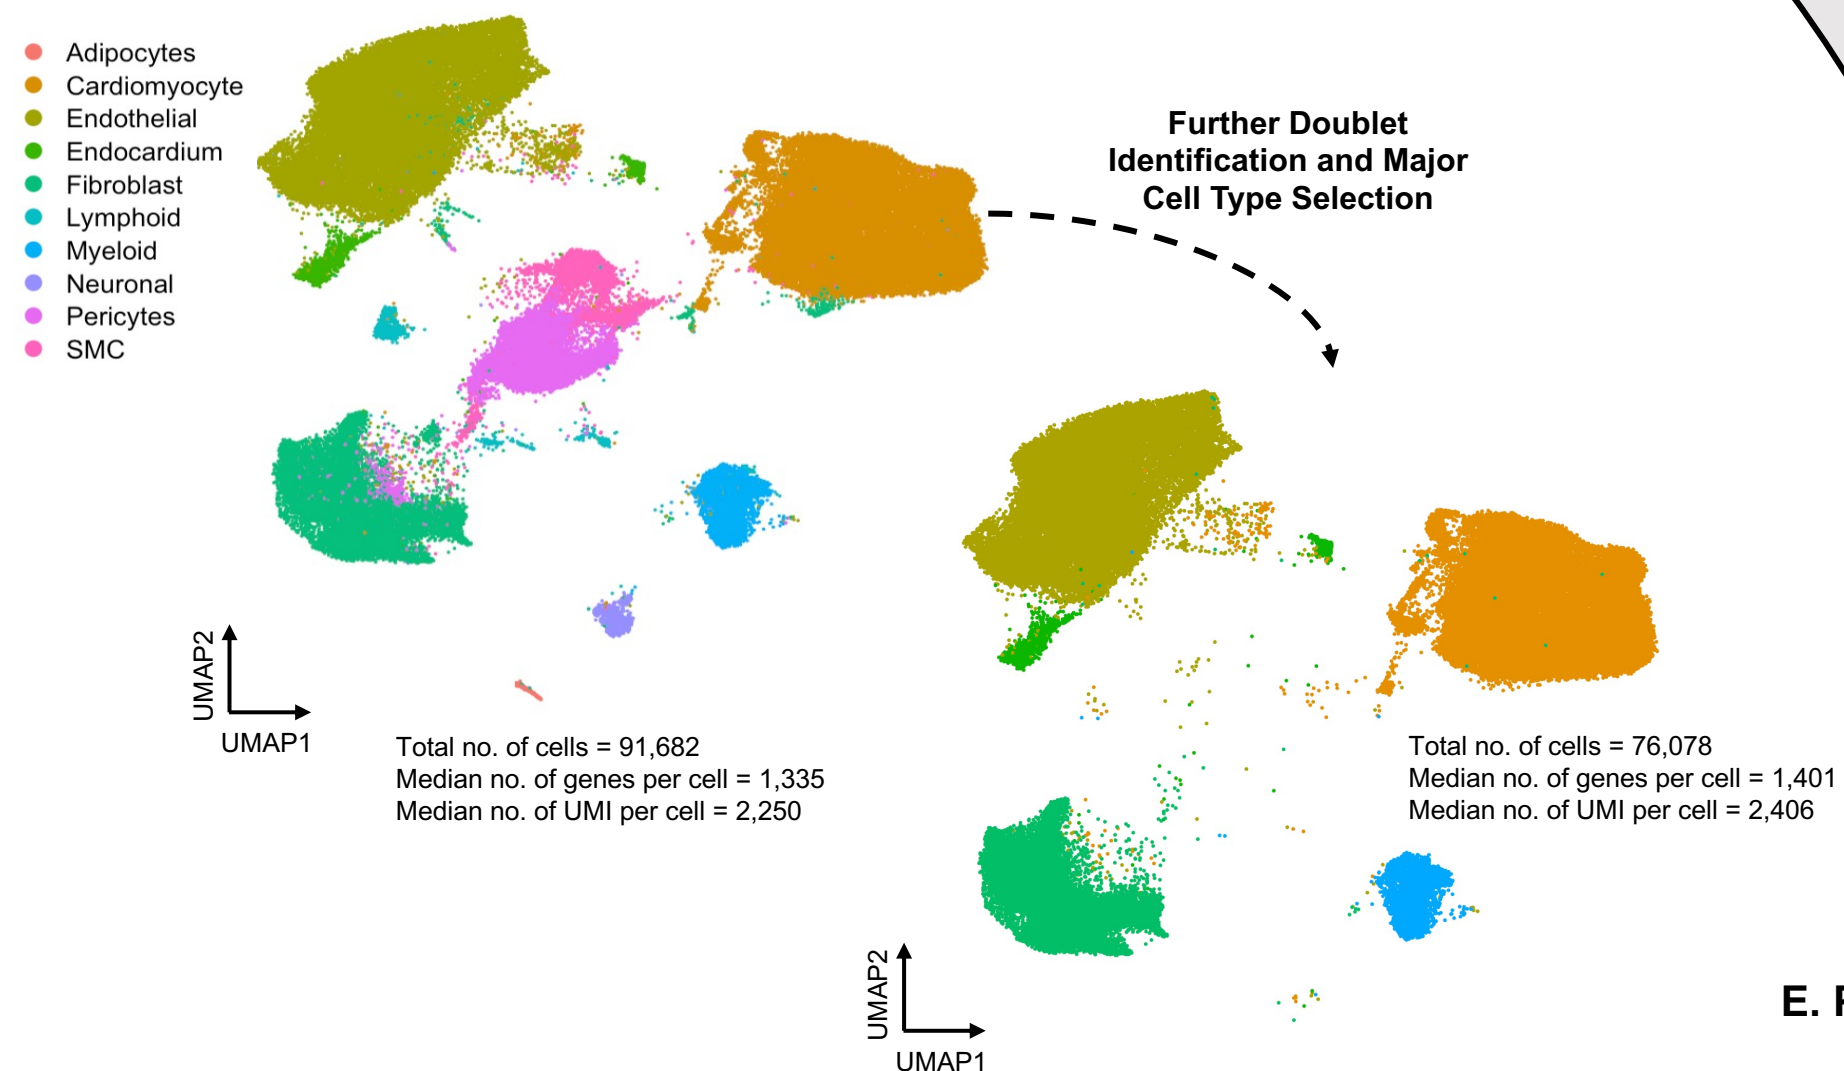 Adipocytes
Cardiomyocyte
Endothelial
Endocardium
Fibroblast
Lymphoid
Myeloid
Neuronal
Pericytes
SMC
Further Doublet
Identification and Major
Cell Type Selection
UMAP2
UMAP1
Total no. of cells = 91,682
Median no. of genes per cell = 1,335
Median no. of UMI per cell = 2,250
Total no. of cells = 76,078
Median no. of genes per cell = 1,401
Median no. of UMI per cell = 2,406
UMAP2
UMAP1
E.